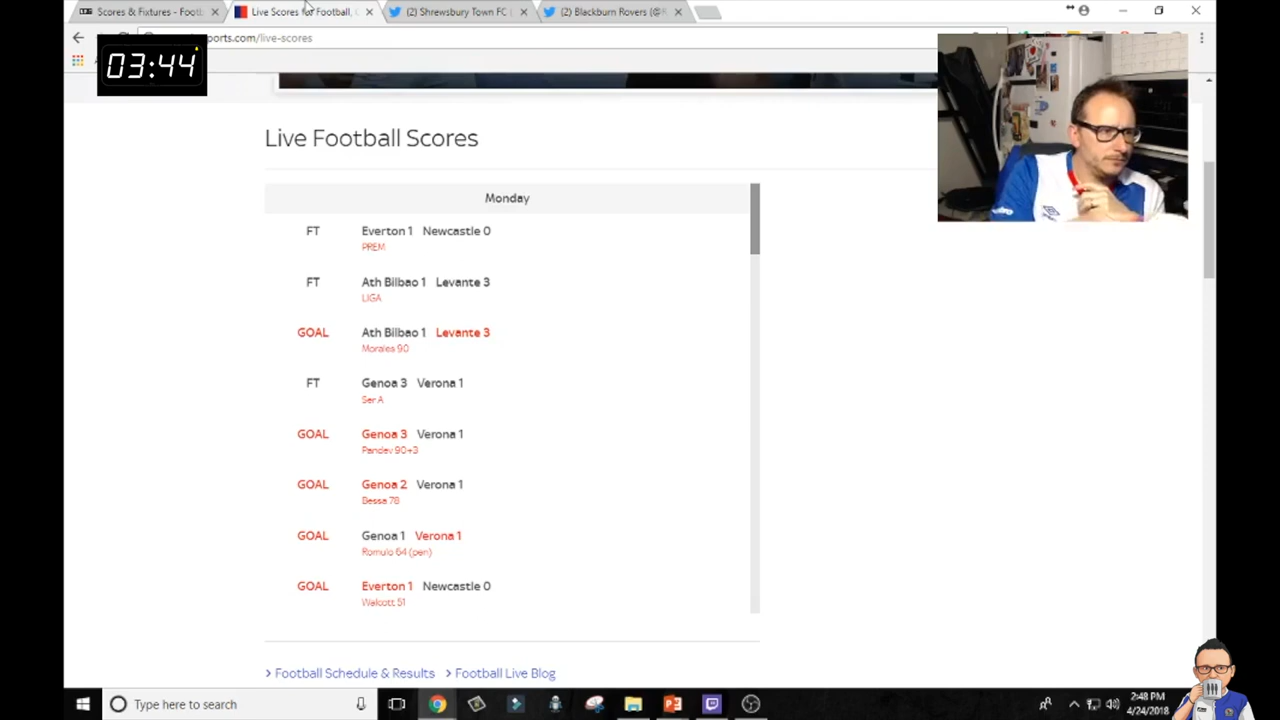 Scores & Fixtures - Footb
Live Scores for Football,
(2) Shrewsbury Town FC
(2) Blackburn Rovers (@
ports.com/live-scores
03:44
Live Football Scores
Monday
FT Everton 1 Newcastle 0
PREM
FT Ath Bilbao 1 Levante 3
LIGA
GOAL Ath Bilbao 1 Levante 3
Morales 90
FT Genoa 3 Verona 1
Ser A
GOAL Genoa 3 Verona 1
Pandev 90+3
GOAL Genoa 2 Verona 1
Bessa 78
GOAL Genoa 1 Verona 1
Romulo 64 (pen)
GOAL Everton 1 Newcastle 0
Walcott 51
> Football Schedule & Results > Football Live Blog
Type here to search
2:48 PM
4/24/2018